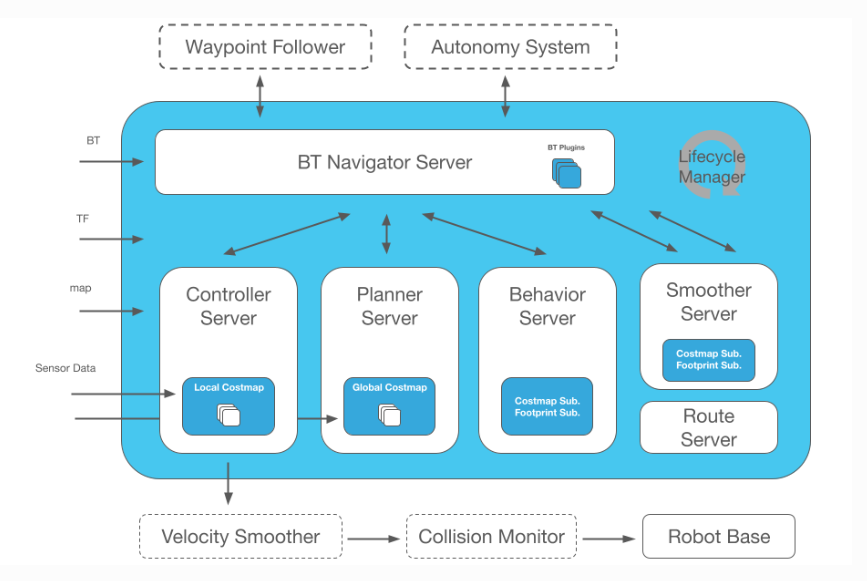 Waypoint Follower
Autonomy System
BT
BT Navigator Server
BT Plugins
Lifecycle
Manager
TF
map
Sensor Data
Controller
Server
Local Costmap
Planner
Server
Global Costmap
Behavior
Server
Costmap Sub.
Footprint Sub.
Smoother
Server
Costmap Sub.
Footprint Sub.
Route
Server
Velocity Smoother
Collision Monitor
Robot Base